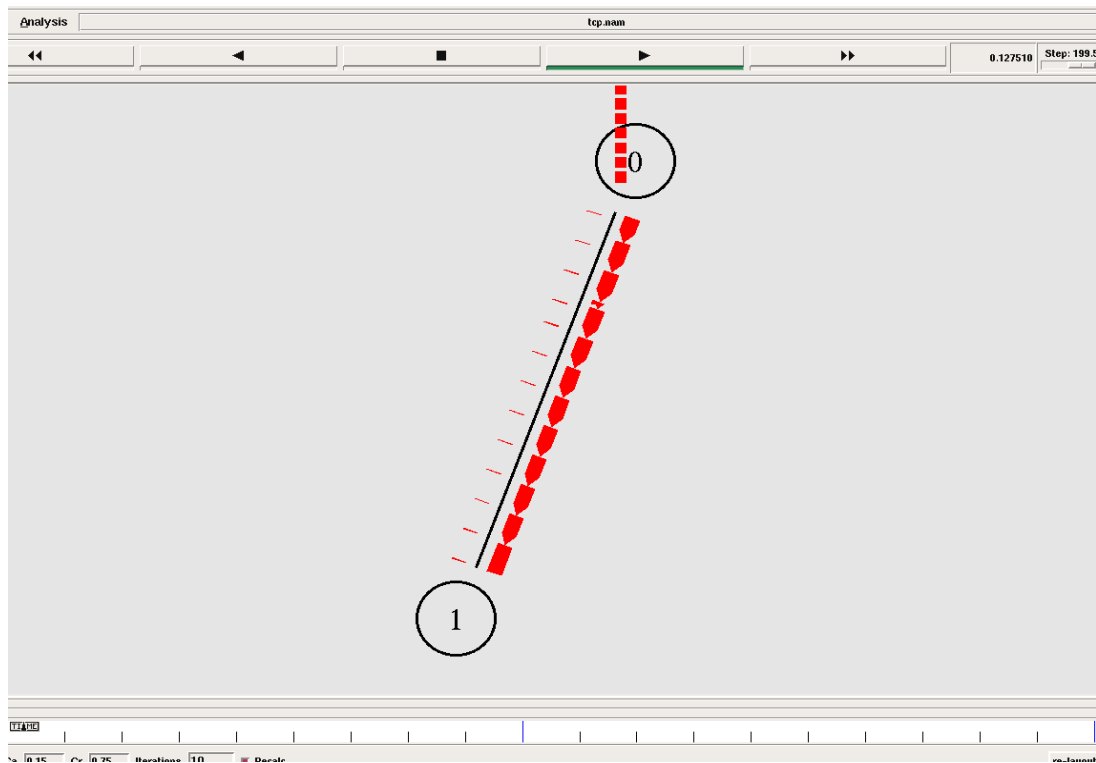 Analysis tcp.nam
0.127510 Step: 199.5
0
1
TIME
0.15 Cr 0.75 Iterations 10 Recalc re-layout